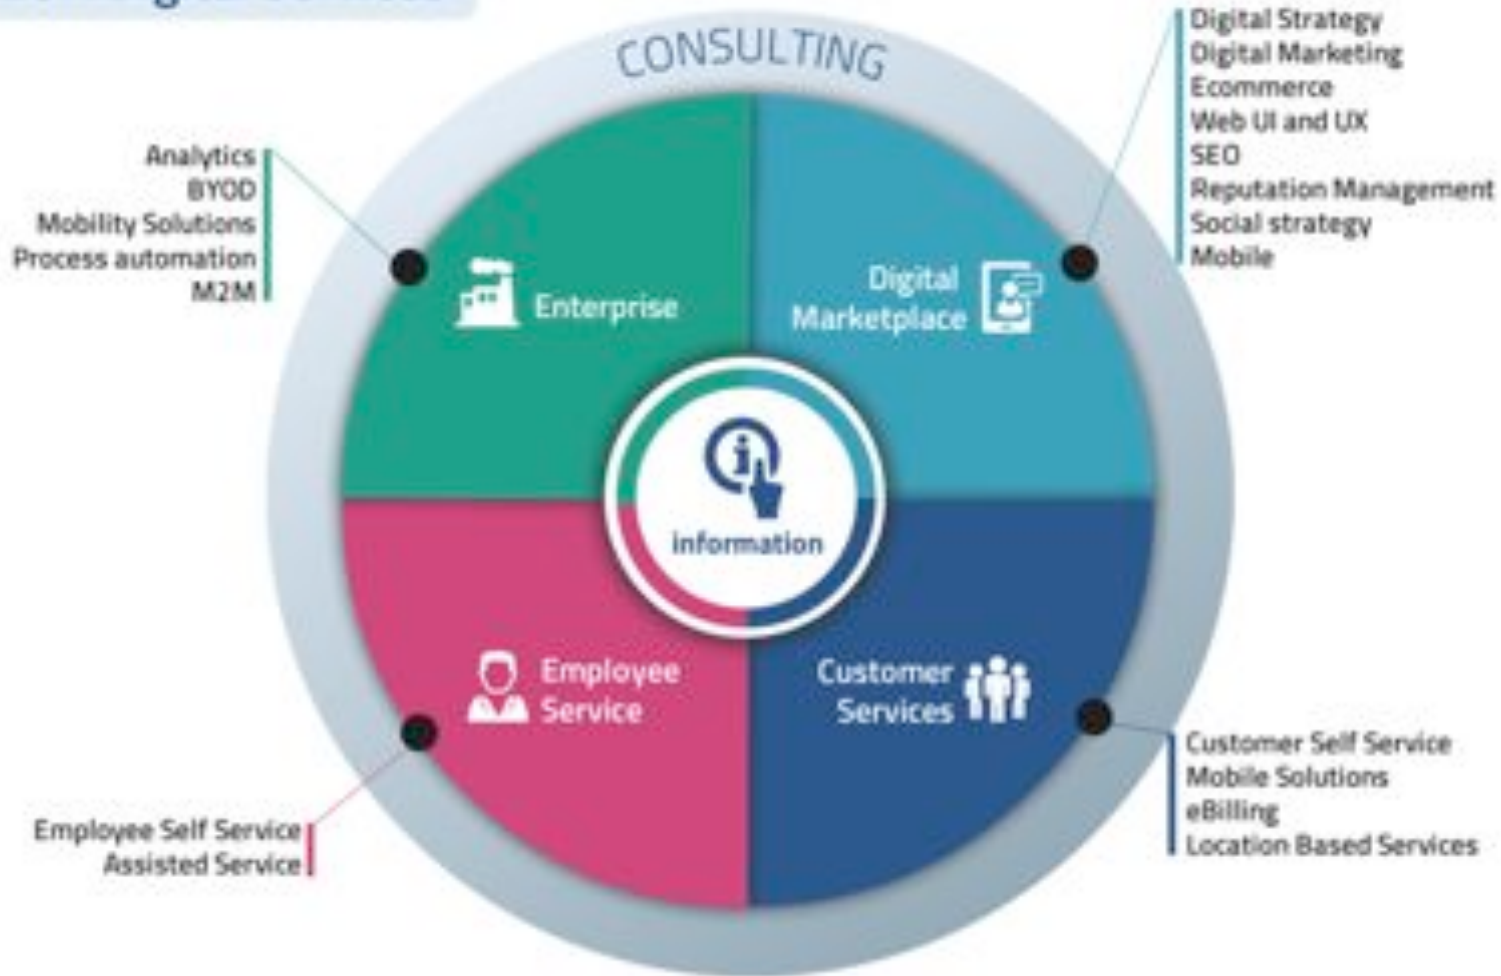 CONSULTING
Digital Strategy
Digital Marketing
Ecommerce
Web UI and UX
SEO
Reputation Management
Social strategy
Mobile
Analytics
BYOD
Mobility Solutions
Process automation
M2M
Enterprise
Digital
Marketplace
information
Employee
Service
Customer
Services
Employee Self Service
Assisted Service
Customer Self Service
Mobile Solutions
eBilling
Location Based Services